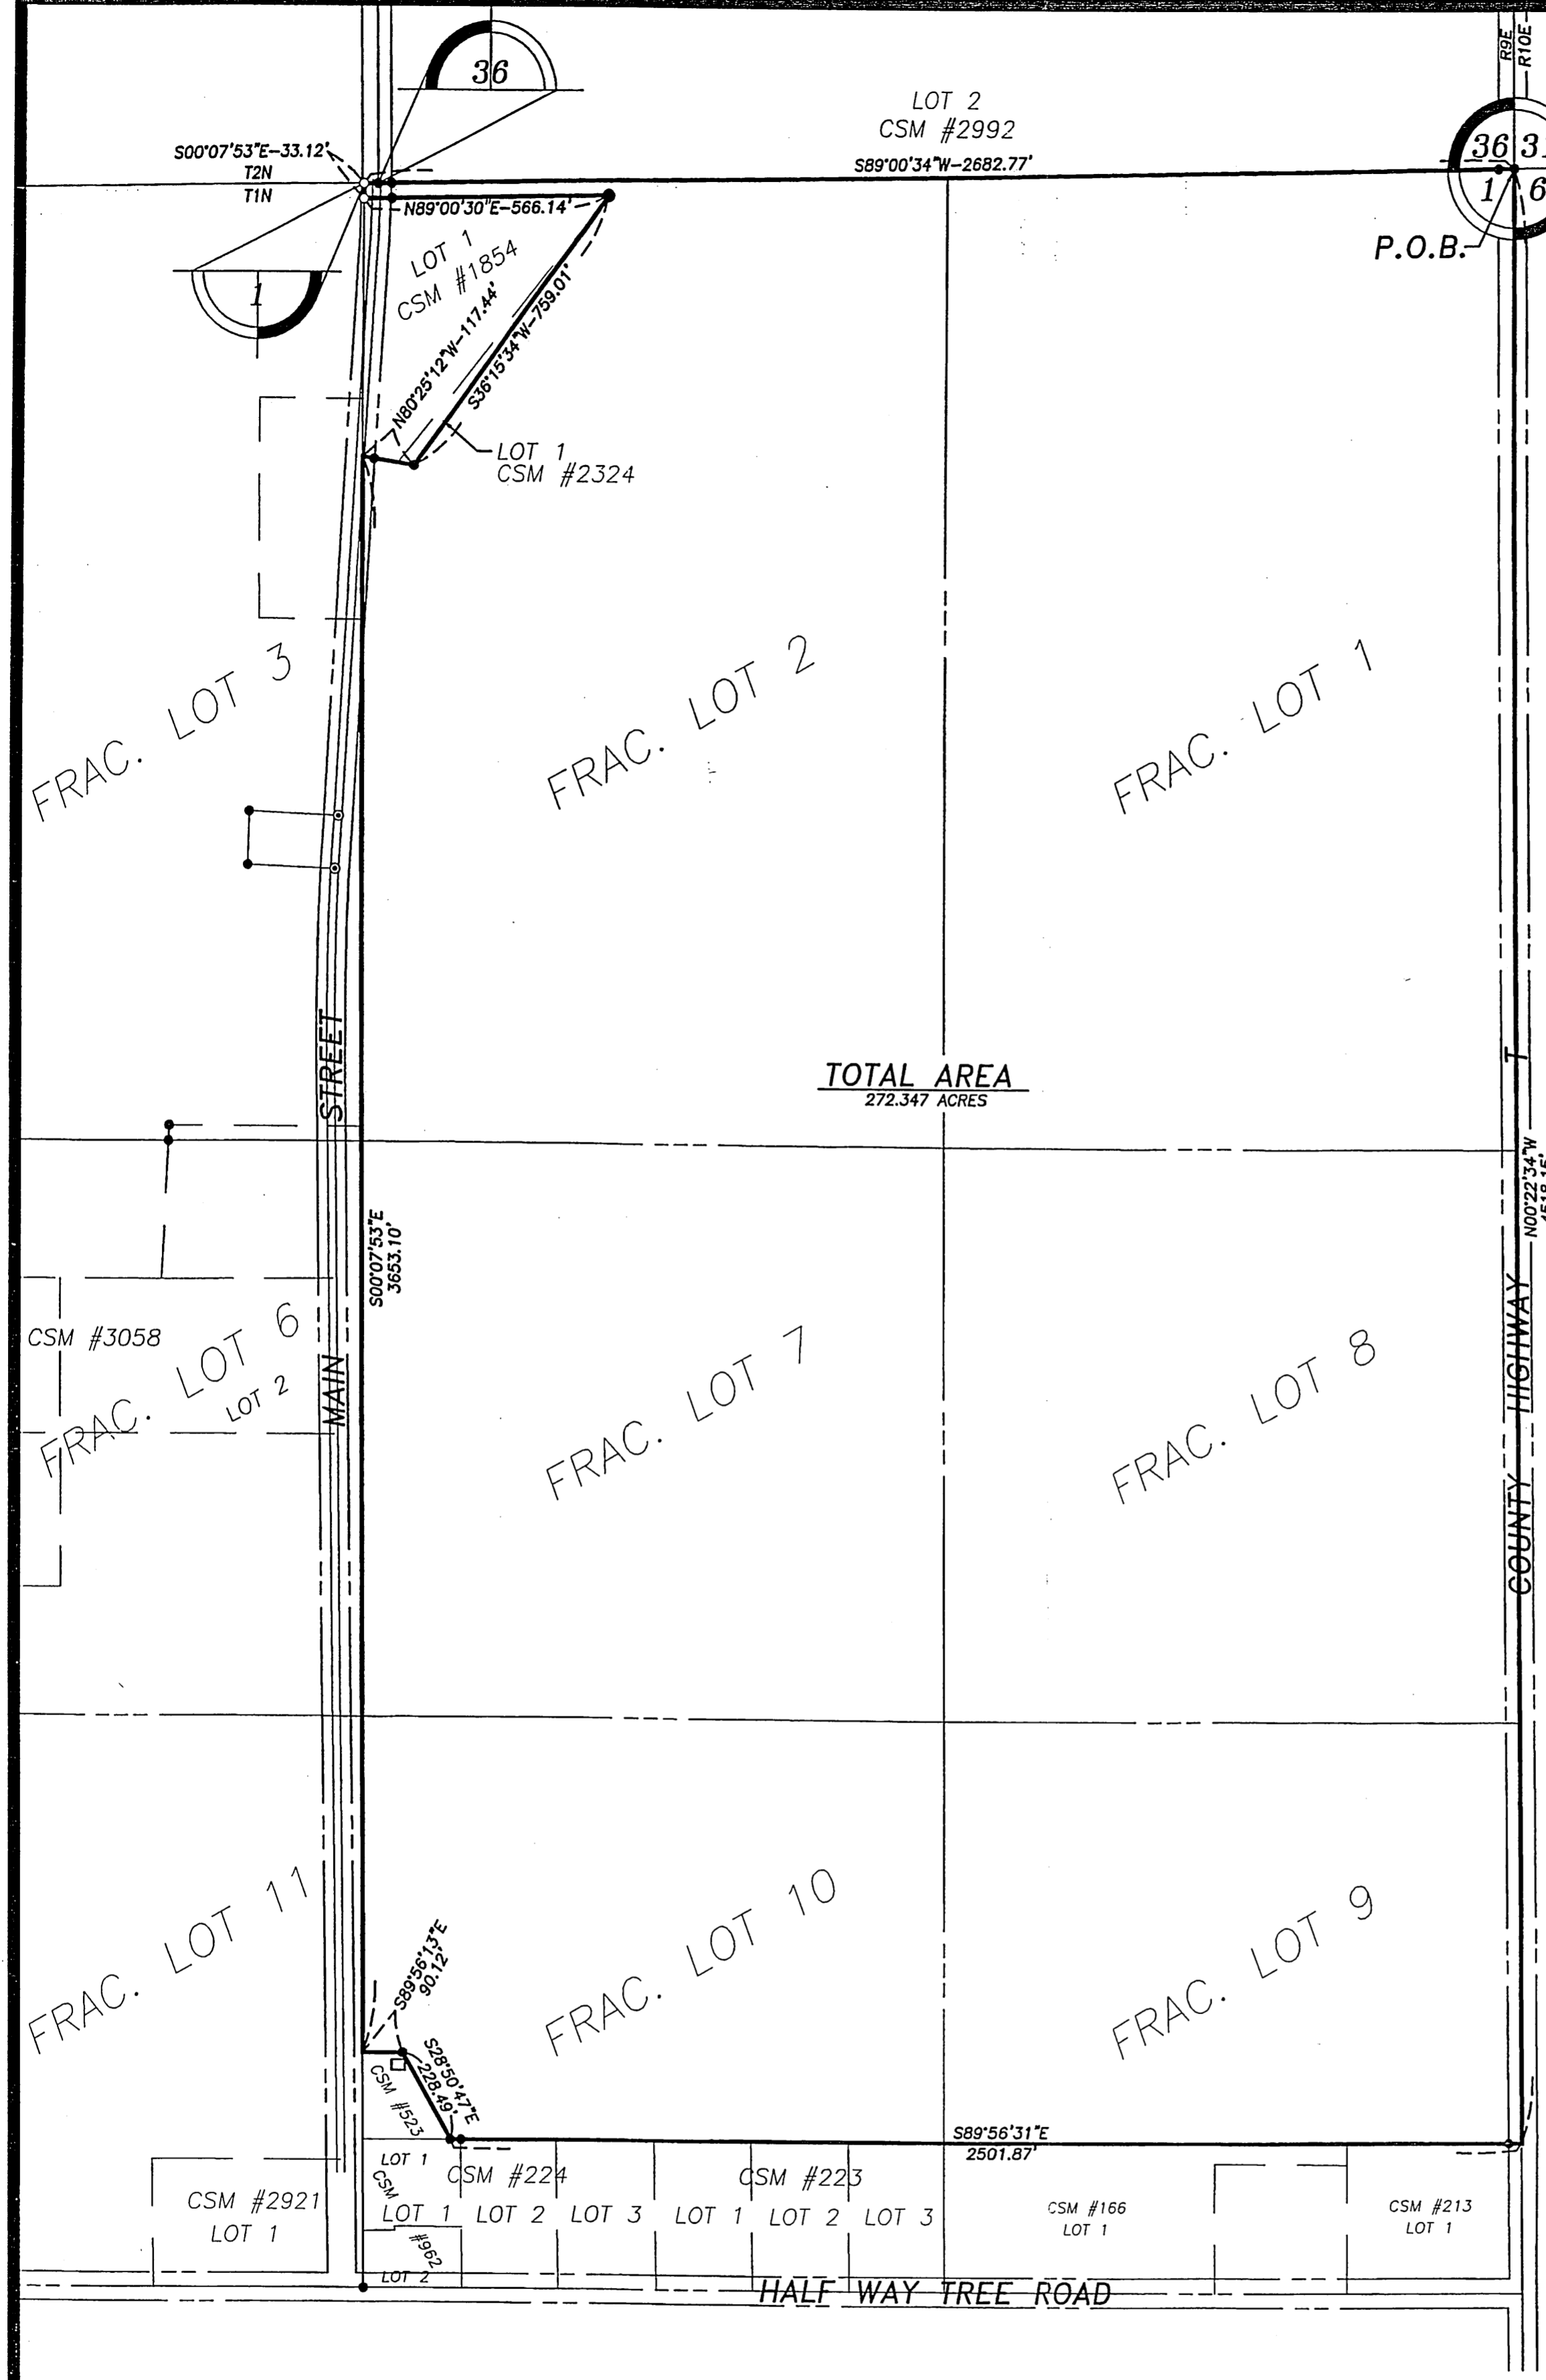 36
LOT 2
CSM #2992
R9E
R10E
S00°07'53"E-33.12'
T2N
T1N
S89°00'34"W-2682.77'
36
1
6
P.O.B.
N89°00'30"E-566.14'
LOT 1
CSM #1854
1
N80°25'12"W-117.44'
S36°15'34"W-759.01'
LOT 1
CSM #2324
FRAC. LOT 3
FRAC. LOT 2
FRAC. LOT 1
MAIN STREET
TOTAL AREA
272.347 ACRES
COUNTY HIGHWAY T
N00°22'34"W
4518.15'
S00°07'53"E
3653.10'
CSM #3058
FRAC. LOT 6
LOT 2
FRAC. LOT 7
FRAC. LOT 8
FRAC. LOT 11
FRAC. LOT 10
FRAC. LOT 9
S89°56'13"E
90.12'
S28°50'47"E
228.49'
CSM #523
LOT 1
S89°56'31"E
2501.87'
CSM #2921
LOT 1
CSM #224
LOT 1
LOT 2
LOT 3
CSM #223
LOT 1
LOT 2
LOT 3
CSM #166
LOT 1
CSM #213
LOT 1
CSM #962
LOT 2
HALF WAY TREE ROAD